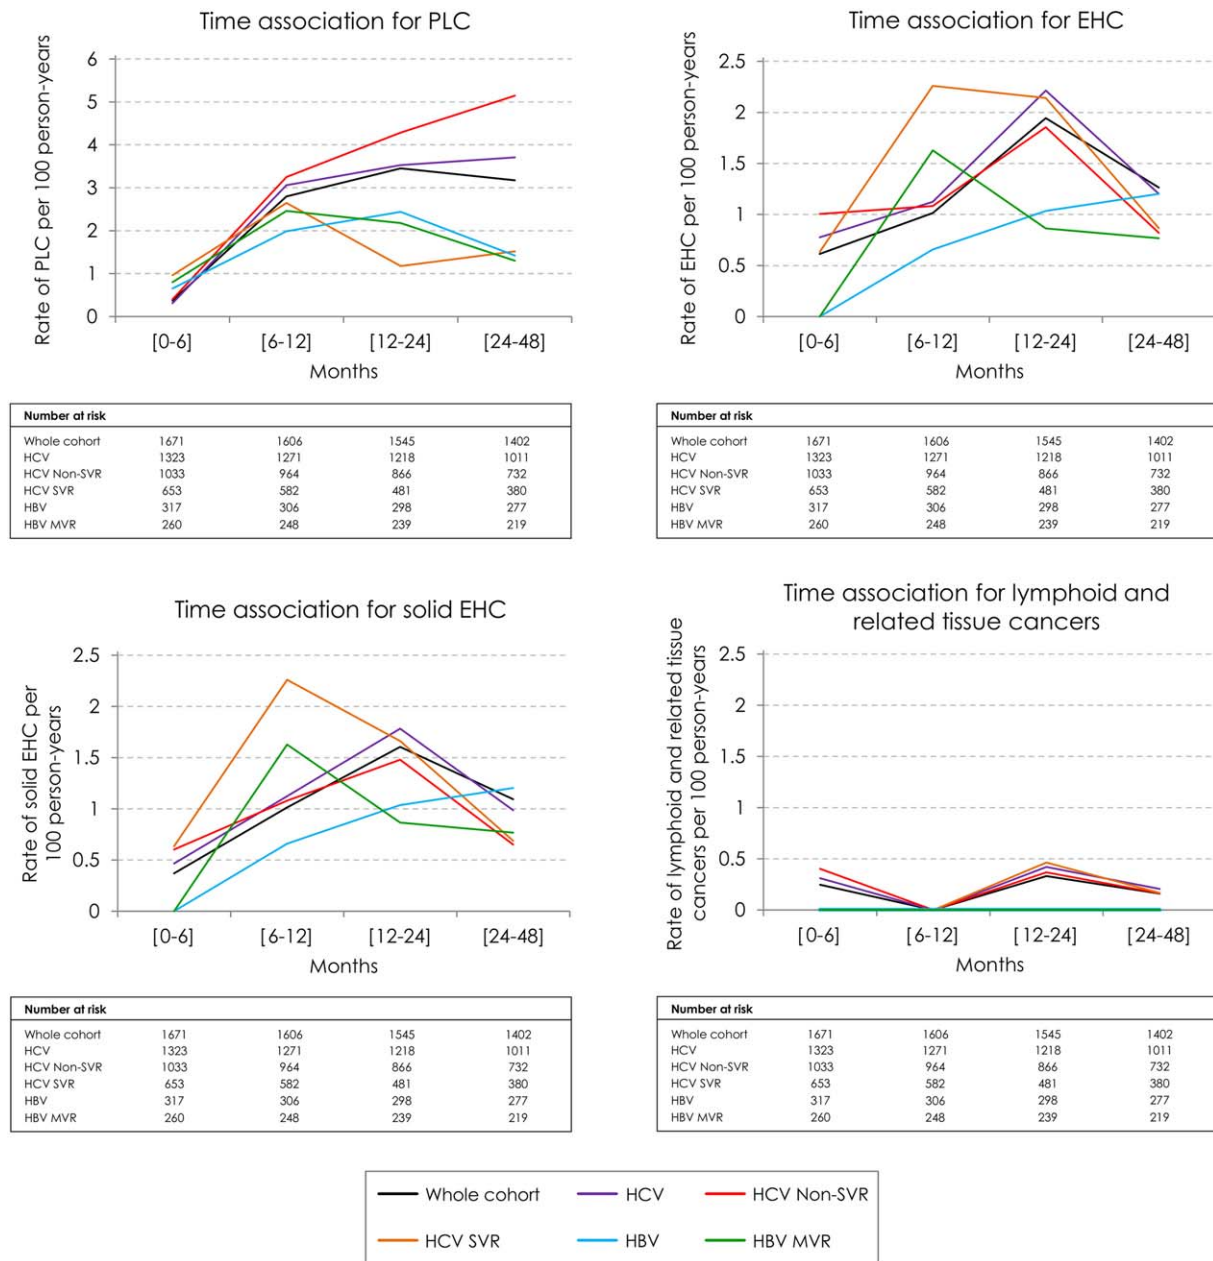 Time association for PLC
Rate of PLC per 100 person-years
6
5
4
3
2
1
0
[0-6] [6-12] [12-24] [24-48]
Months
Number at risk
Whole cohort 1671 1606 1545 1402
HCV 1323 1271 1218 1011
HCV Non-SVR 1033 964 866 732
HCV SVR 653 582 481 380
HBV 317 306 298 277
HBV MVR 260 248 239 219
Time association for EHC
Rate of EHC per 100 person-years
2.5
2
1.5
1
0.5
0
[0-6] [6-12] [12-24] [24-48]
Months
Number at risk
Whole cohort 1671 1606 1545 1402
HCV 1323 1271 1218 1011
HCV Non-SVR 1033 964 866 732
HCV SVR 653 582 481 380
HBV 317 306 298 277
HBV MVR 260 248 239 219
Time association for solid EHC
Rate of solid EHC per
100 person-years
2.5
2
1.5
1
0.5
0
[0-6] [6-12] [12-24] [24-48]
Months
Number at risk
Whole cohort 1671 1606 1545 1402
HCV 1323 1271 1218 1011
HCV Non-SVR 1033 964 866 732
HCV SVR 653 582 481 380
HBV 317 306 298 277
HBV MVR 260 248 239 219
Time association for lymphoid and
related tissue cancers
Rate of lymphoid and related tissue
cancers per 100 person-years
2.5
2
1.5
1
0.5
0
[0-6] [6-12] [12-24] [24-48]
Months
Number at risk
Whole cohort 1671 1606 1545 1402
HCV 1323 1271 1218 1011
HCV Non-SVR 1033 964 866 732
HCV SVR 653 582 481 380
HBV 317 306 298 277
HBV MVR 260 248 239 219
Whole cohort HCV HCV Non-SVR
HCV SVR HBV HBV MVR